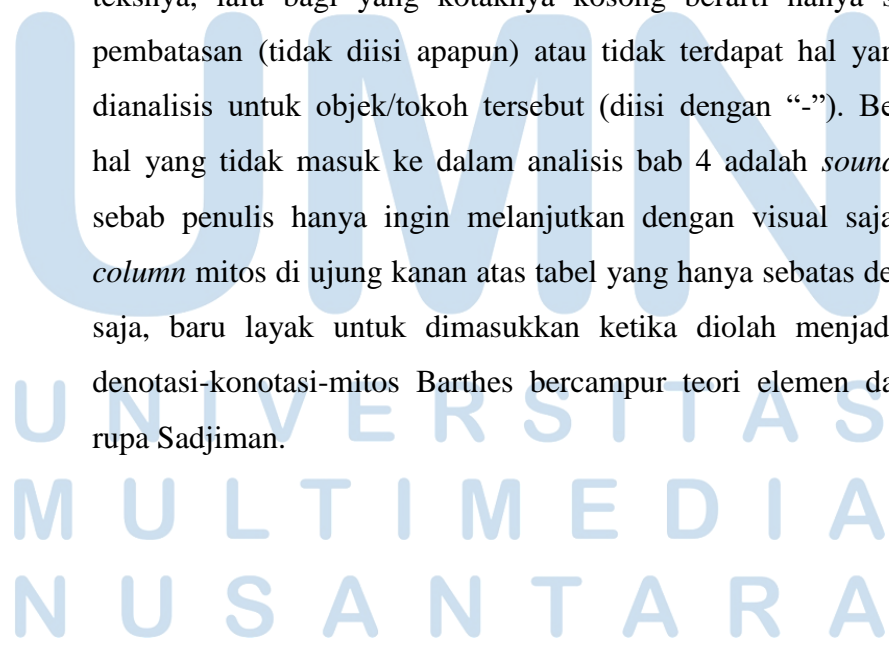 teksnya, lalu bagi yang kotaknya kosong berarti hanya
pembatasan (tidak diisi apapun) atau tidak terdapat hal
dianalisis untuk objek/tokoh tersebut (diisi dengan “-”).
hal yang tidak masuk ke dalam analisis bab 4 adalah
sebab penulis hanya ingin melanjutkan dengan visual
column mitos di ujung kanan atas tabel yang hanya sebatas
saja, baru layak untuk dimasukkan ketika diolah
denotasi-konotasi-mitos Barthes bercampur teori elemen
rupa Sadjiman.
UMN
UNIVERSITAS
MULTIMEDIA
NUSANTARA